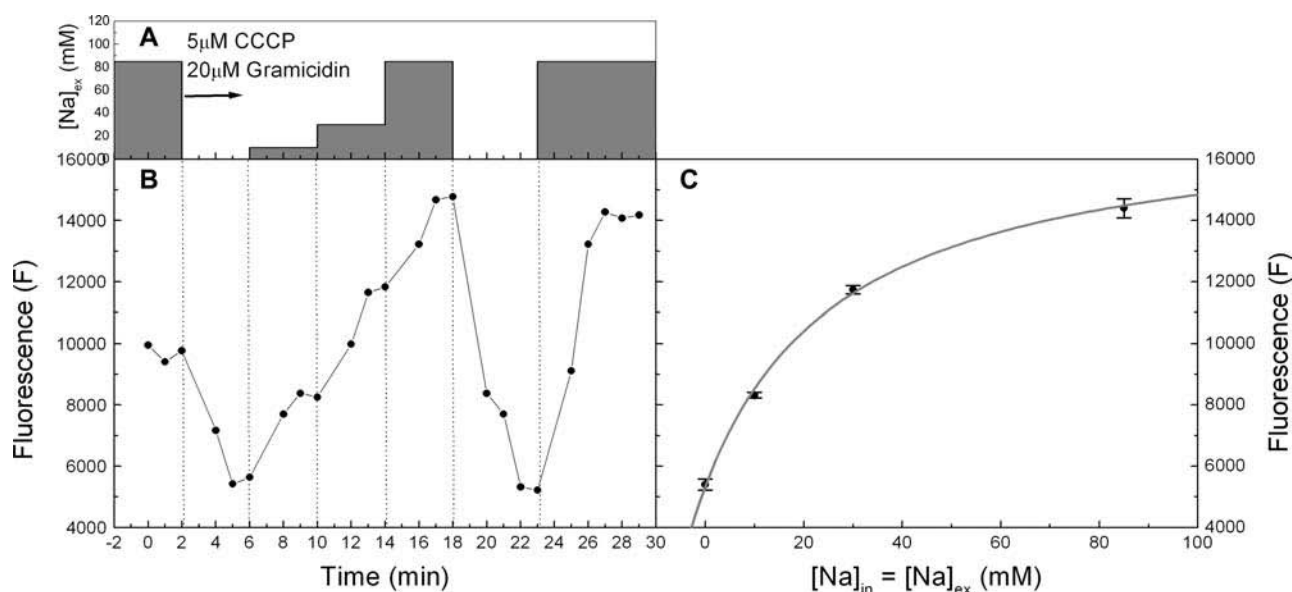 A
5μM CCCP
20μM Gramicidin
[Na]ex (mM)
120
100
80
60
40
20
0
B
Fluorescence (F)
16000
14000
12000
10000
8000
6000
4000
-2 0 2 4 6 8 10 12 14 16 18 20 22 23 24 26 28 30
Time (min)
C
16000
14000
12000
10000
8000
6000
4000
Fluorescence (F)
0 20 40 60 80 100
[Na]in = [Na]ex (mM)